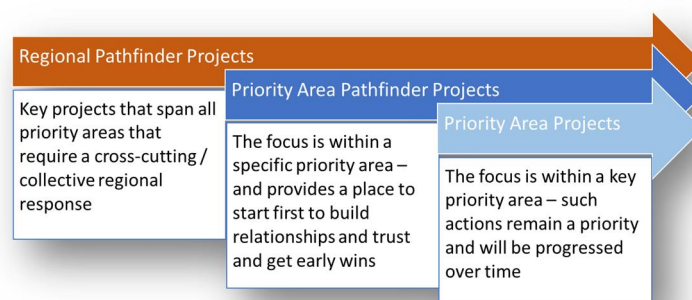 Regional Pathfinder Projects
Key projects that span all
priority areas that
require a cross-cutting /
collective regional
response
Priority Area Pathfinder Projects
The focus is within a
specific priority area –
and provides a place to
start first to build
relationships and trust
and get early wins
Priority Area Projects
The focus is within a key
priority area – such
actions remain a priority
and will be progressed
over time